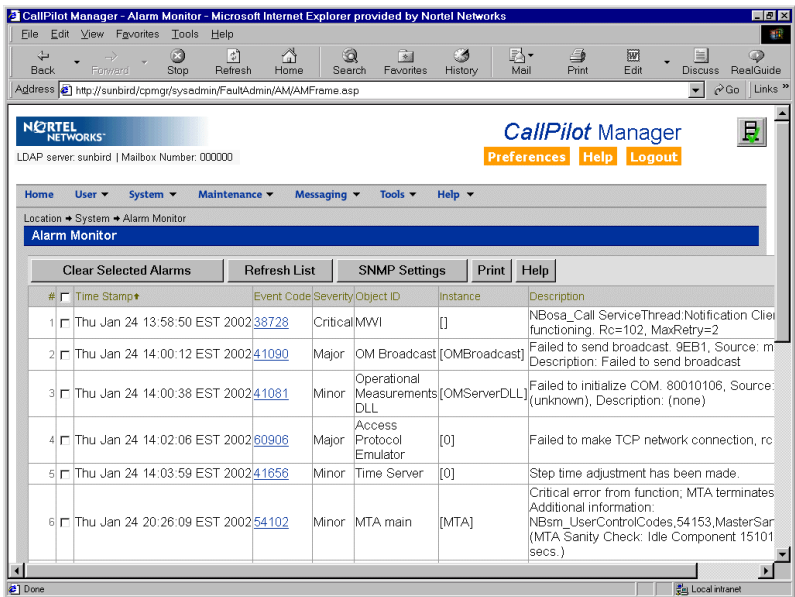 CallPilot Manager - Alarm Monitor - Microsoft Internet Explorer provided by Nortel Networks
File Edit View Favorites Tools Help
Back Forward Stop Refresh Home Search Favorites History Mail Print Edit Discuss RealGuide
Address http://sunbird/cpmgr/sysadmin/FaultAdmin/AM/AMFrame.asp Go Links »
NORTEL
NETWORKS™
CallPilot Manager
LDAP server: sunbird | Mailbox Number: 000000
Preferences Help Logout
Home User System Maintenance Messaging Tools Help
Location System Alarm Monitor
Alarm Monitor
Clear Selected Alarms Refresh List SNMP Settings Print Help
# Time Stamp Event Code Severity Object ID Instance Description
1 Thu Jan 24 13:58:50 EST 2002 38728 Critical MWI [] NBosa_Call ServiceThread:Notification Clie
functioning. Rc=102, MaxRetry=2
2 Thu Jan 24 14:00:12 EST 2002 41090 Major OM Broadcast [OMBroadcast] Failed to send broadcast. 9EB1, Source: m
Description: Failed to send broadcast
3 Thu Jan 24 14:00:38 EST 2002 41081 Minor Operational
Measurements
DLL [OMServerDLL] Failed to initialize COM. 80010106, Source:
(unknown), Description: (none)
4 Thu Jan 24 14:02:06 EST 2002 60906 Major Access
Protocol
Emulator [0] Failed to make TCP network connection, rc
5 Thu Jan 24 14:03:59 EST 2002 41656 Minor Time Server [0] Step time adjustment has been made.
6 Thu Jan 24 20:26:09 EST 2002 54102 Minor MTA main [MTA] Critical error from function; MTA terminates
Additional information:
NBsm_UserControlCodes,54153,MasterSan
(MTA Sanity Check: Idle Component 15101
secs.)
Done Local intranet